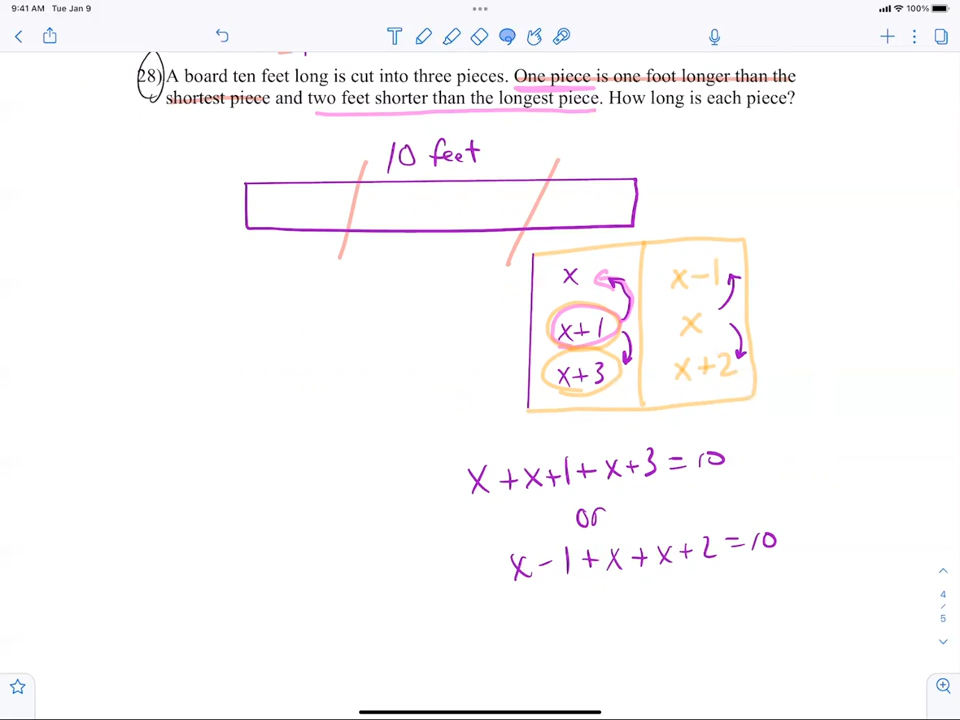 9:41 AM Tue Jan 9
100%
28) A board ten feet long is cut into three pieces. One piece is one foot longer than the
shortest piece and two feet shorter than the longest piece. How long is each piece?
10 feet
x
x+1
x+3
x-1
x
x+2
x+x+1+x+3=10
or
x-1+x+x+2=10
4
/
5